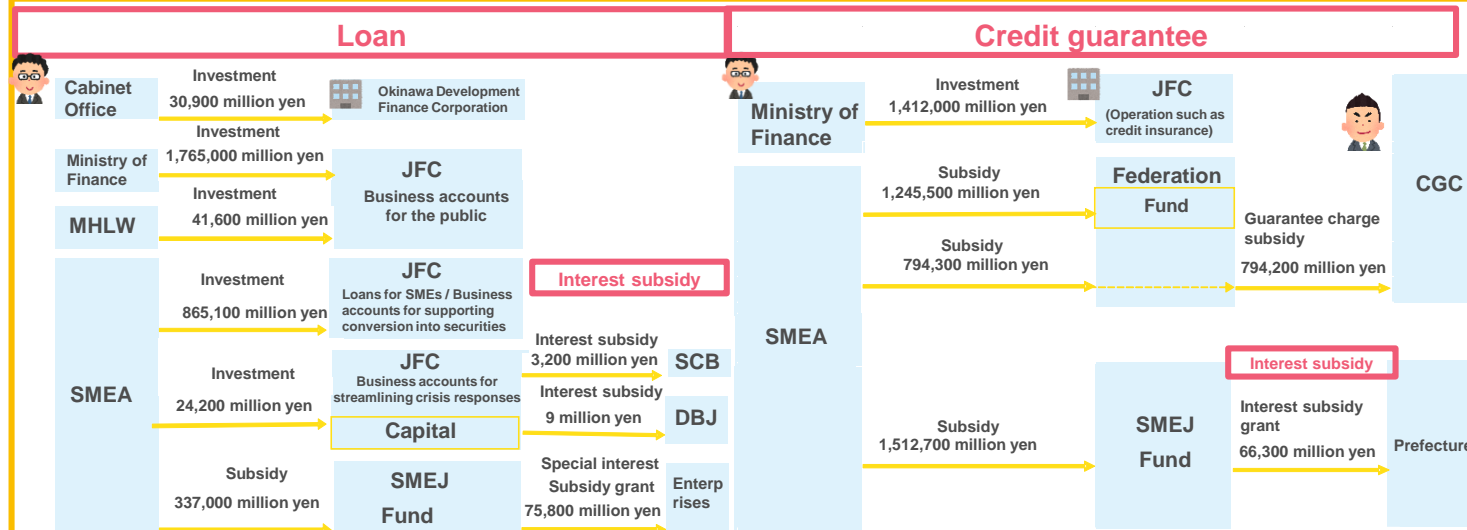 Loan
Credit guarantee
Cabinet
Office
Investment
30,900 million yen
Okinawa Development
Finance Corporation
Ministry of
Finance
Investment
1,765,000 million yen
JFC
Business accounts
for the public
MHLW
Investment
41,600 million yen
SMEA
Investment
865,100 million yen
JFC
Loans for SMEs / Business
accounts for supporting
conversion into securities
Interest subsidy
Investment
24,200 million yen
JFC
Business accounts for
streamlining crisis responses
Capital
Interest subsidy
3,200 million yen
SCB
Interest subsidy
9 million yen
DBJ
Subsidy
337,000 million yen
SMEJ
Fund
Special interest
Subsidy grant
75,800 million yen
Enterp
rises
Ministry of
Finance
Investment
1,412,000 million yen
JFC
(Operation such as
credit insurance)
SMEA
Subsidy
1,245,500 million yen
Federation
Fund
Subsidy
794,300 million yen
Guarantee charge
subsidy
794,200 million yen
CGC
Subsidy
1,512,700 million yen
SMEJ
Fund
Interest subsidy
Interest subsidy
grant
66,300 million yen
Prefecture